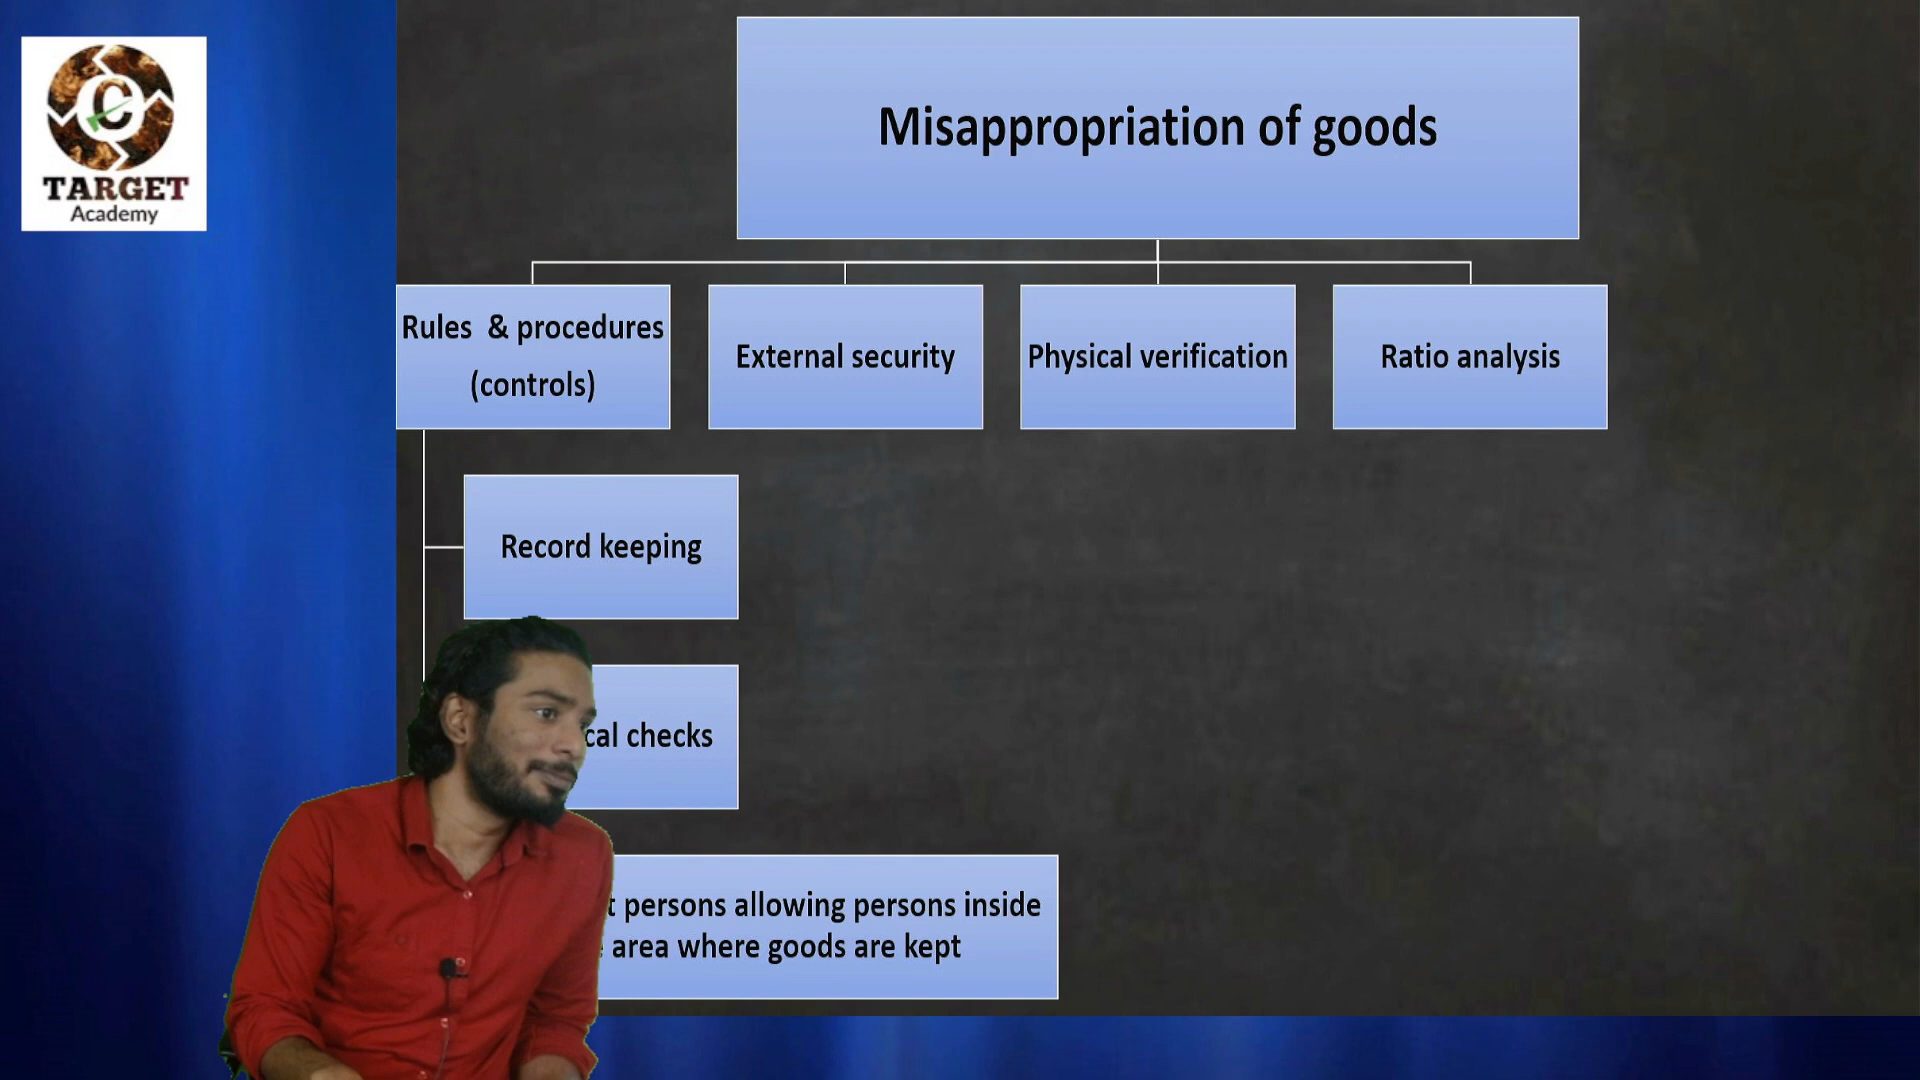 C
TARGET
Academy
Misappropriation of goods
Rules & procedures
(controls)
External security
Physical verification
Ratio analysis
Record keeping
checks
persons allowing persons inside
area where goods are kept